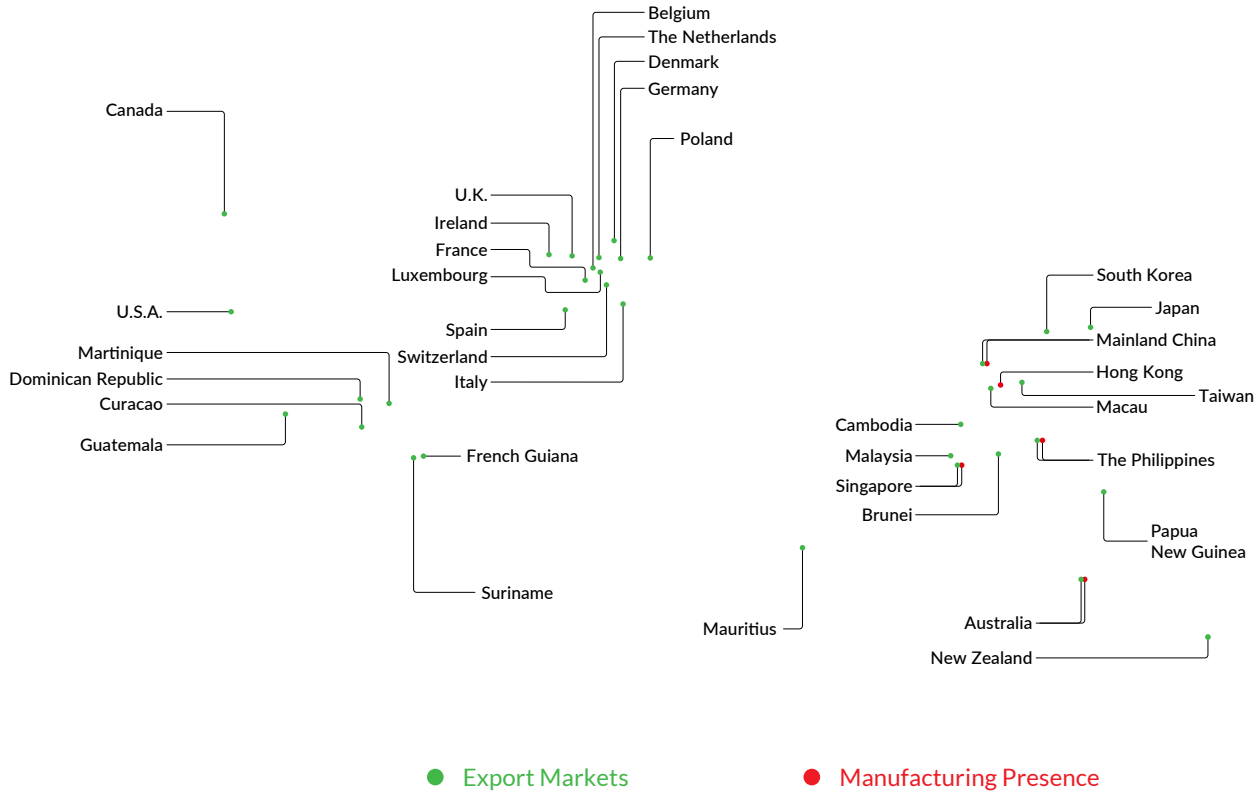 Belgium
The Netherlands
Denmark
Germany
Canada
Poland
U.K.
Ireland
France
Luxembourg
South Korea
U.S.A.
Japan
Spain
Mainland China
Martinique
Switzerland
Hong Kong
Dominican Republic
Italy
Taiwan
Curacao
Macau
Cambodia
Guatemala
French Guiana
Malaysia
The Philippines
Singapore
Brunei
Papua
New Guinea
Suriname
Mauritius
Australia
New Zealand
Export Markets
Manufacturing Presence